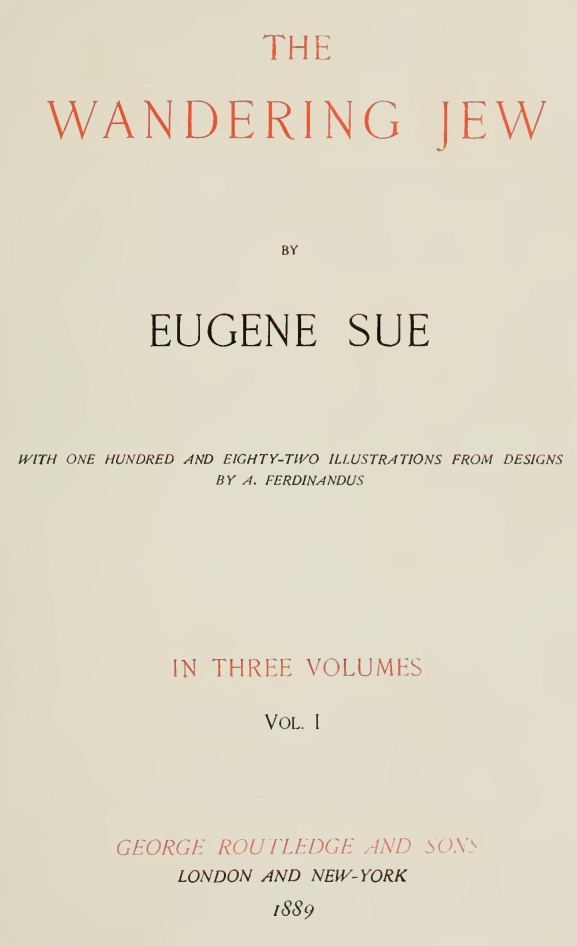 THE
WANDERING JEW
BY
EUGENE SUE
WITH ONE HUNDRED AND EIGHTY-TWO ILLUSTRATIONS FROM DESIGNS
BY A. FERDINANDUS
IN THREE VOLUMES
VOL. I
GEORGE ROUTLEDGE AND SONS
LONDON AND NEW-YORK
1889